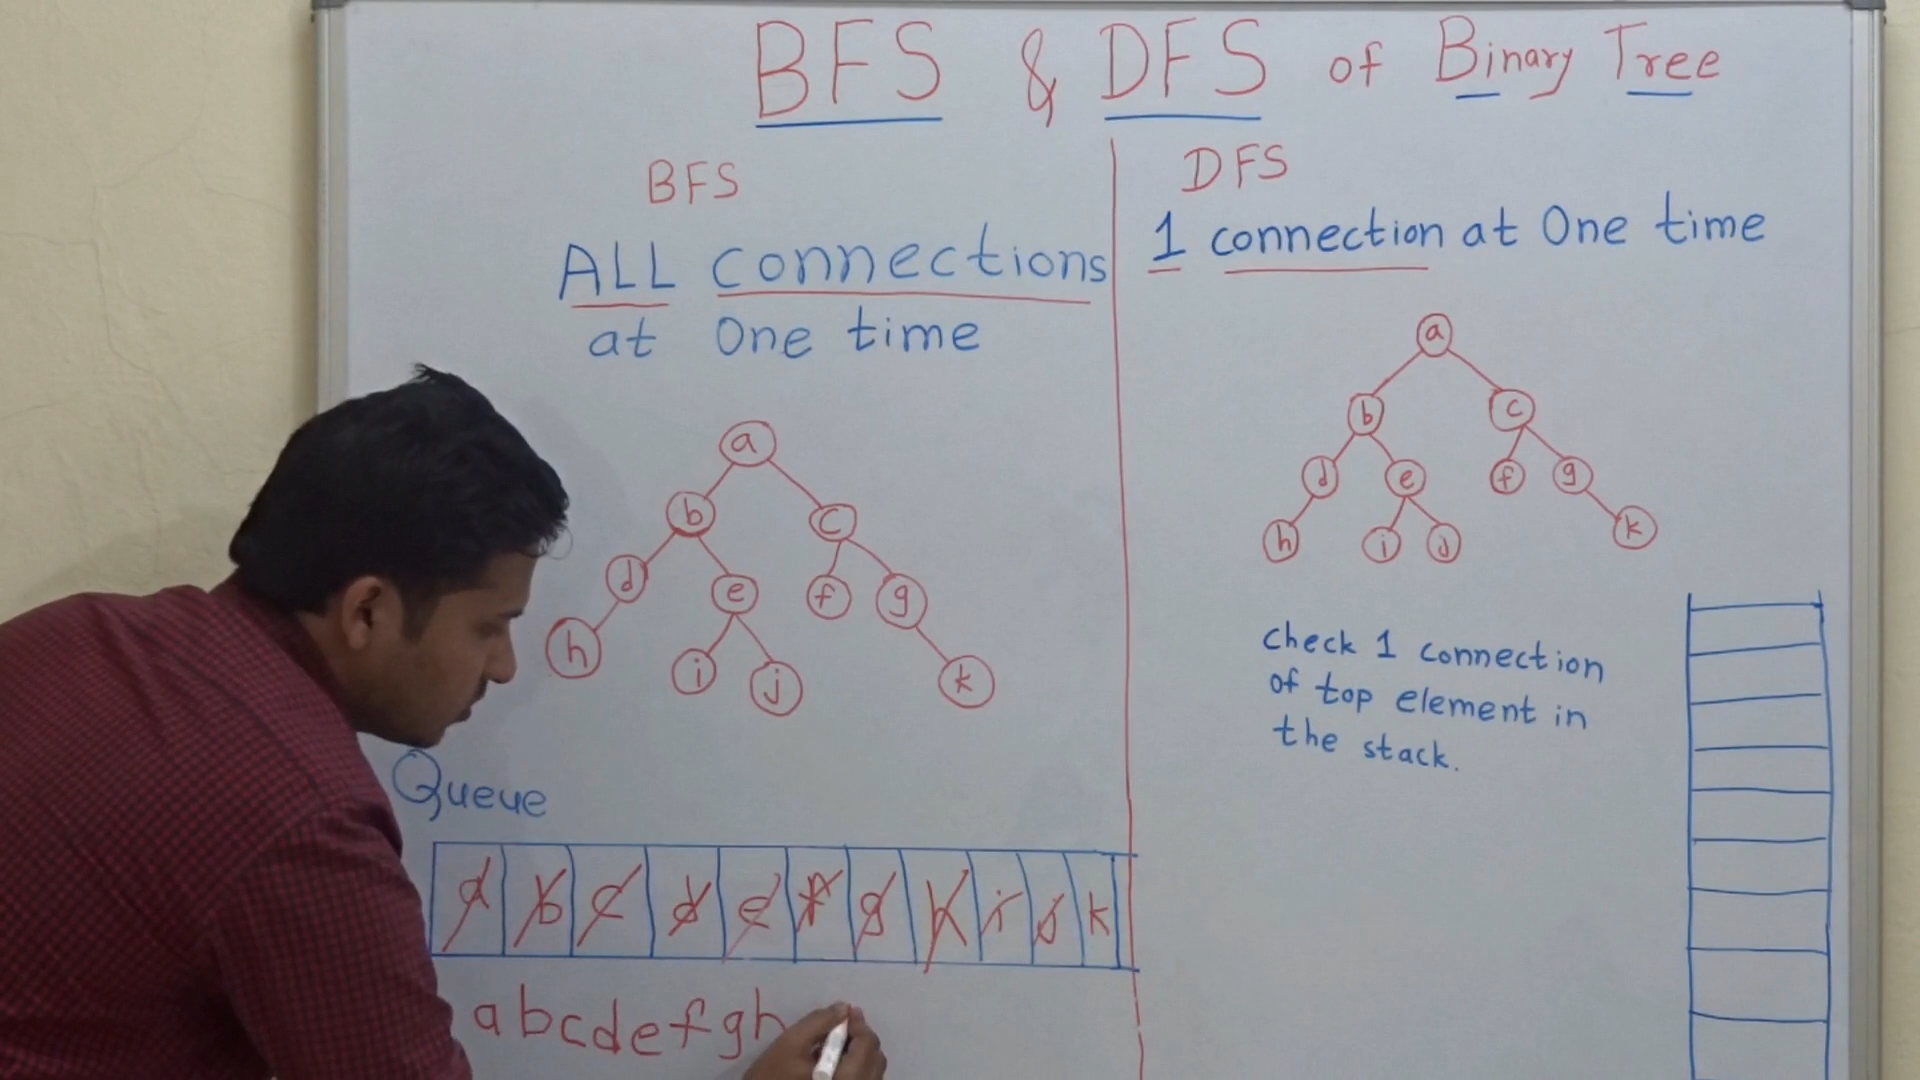 BFS & DFS of Binary Tree
BFS
ALL connections
at One time
a
b c
d e f g
h i j k
Queue
a b c d e f g h i j k
a b c d e f g h
DFS
1 connection at One time
a
b c
d e f g
h i j k
check 1 connection
of top element in
the stack.